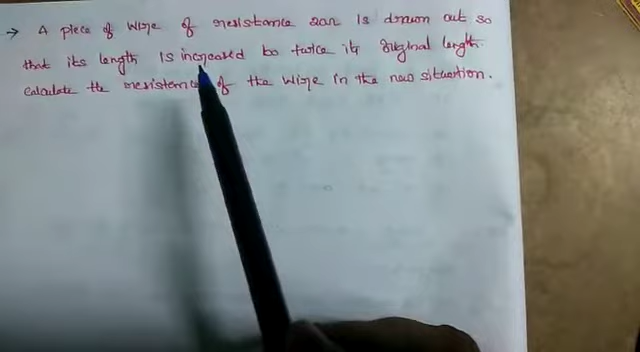 → A piece of wire of resistance 20Ω is drawn out so
that its length is increased to twice its original length.
calculate the resistance of the wire in the new situation.